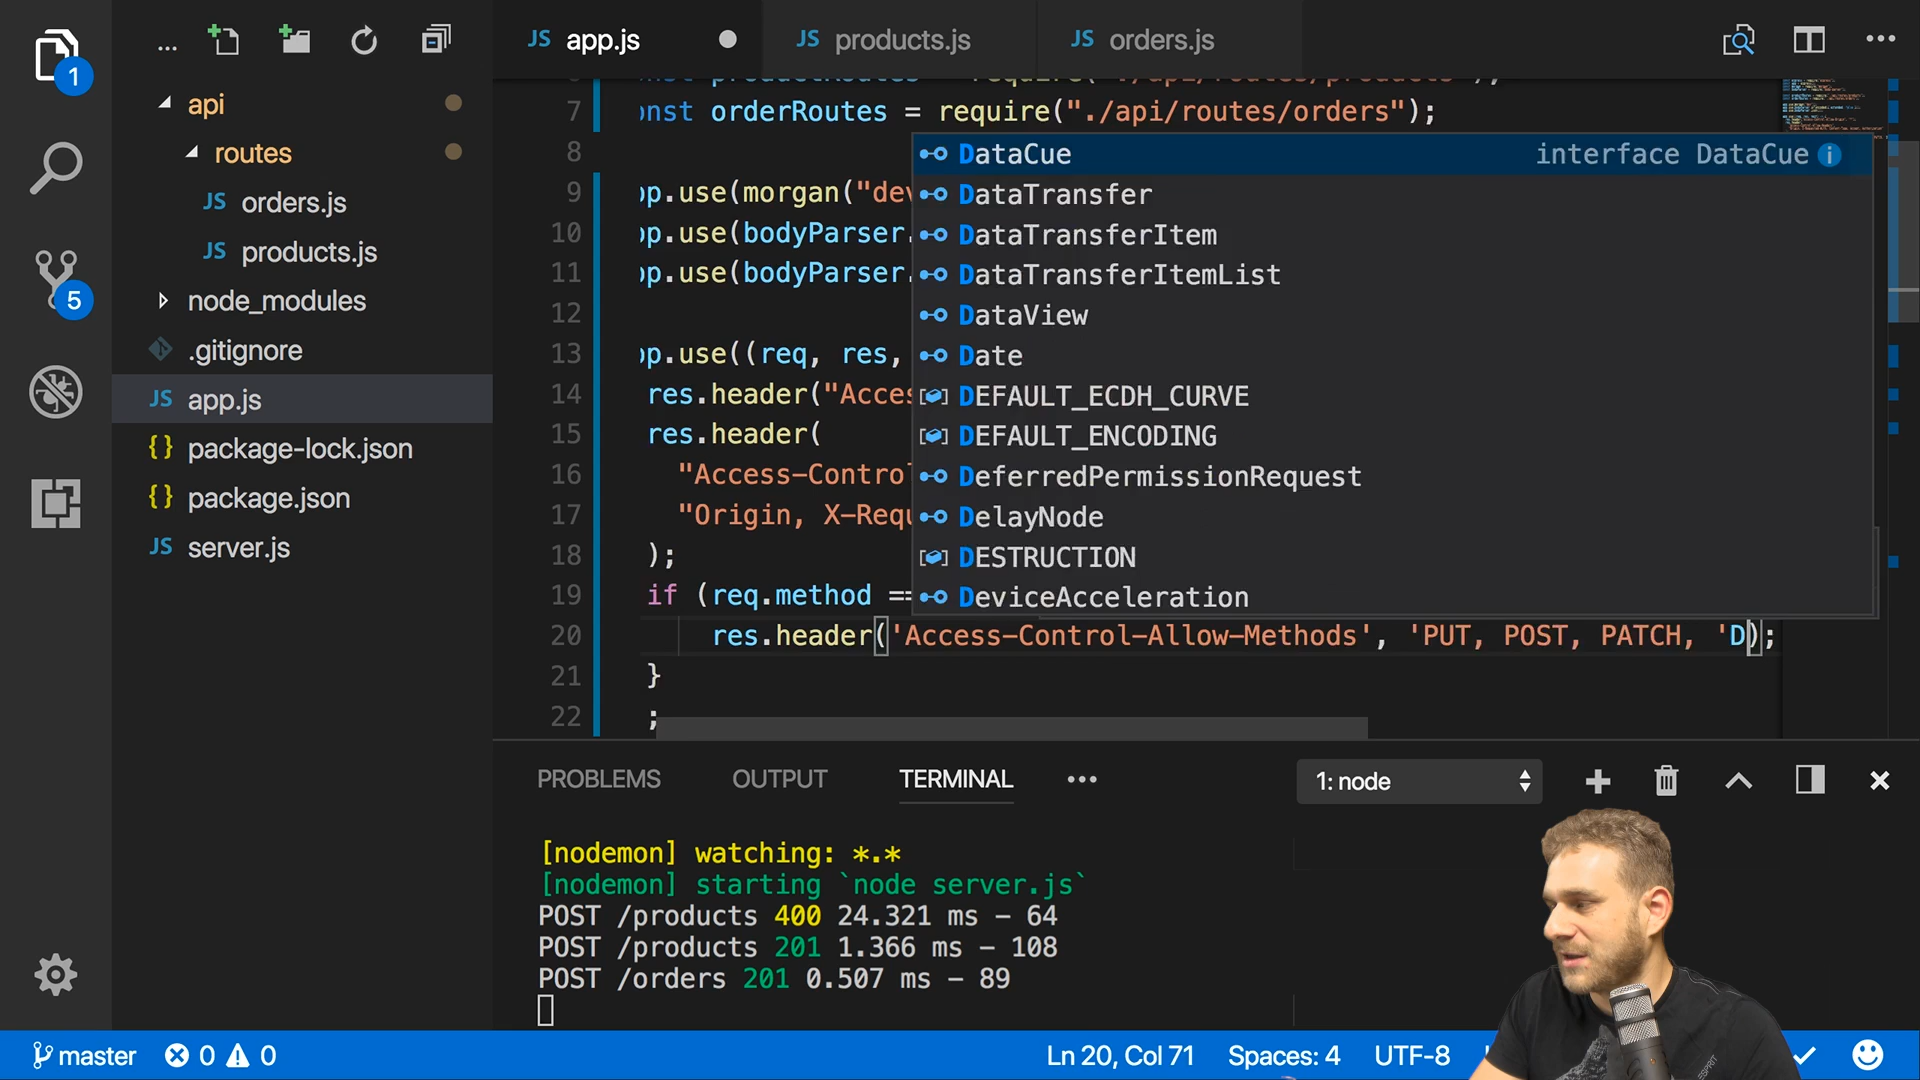 1
5
...
api
routes
JS orders.js
JS products.js
node_modules
.gitignore
JS app.js
{} package-lock.json
{} package.json
JS server.js
JS app.js
JS products.js
JS orders.js
7 onst orderRoutes = require("./api/routes/orders");
8
9 pp.use(morgan("dev
10 pp.use(bodyParser.
11 pp.use(bodyParser.
12
13 pp.use((req, res,
14 res.header("Acces
15 res.header(
16 "Access-Control
17 "Origin, X-Requ
18 );
19 if (req.method ==
20 res.header('Access-Control-Allow-Methods', 'PUT, POST, PATCH, 'D);
21 }
22 ;
DataCue interface DataCue
DataTransfer
DataTransferItem
DataTransferItemList
DataView
Date
DEFAULT_ECDH_CURVE
DEFAULT_ENCODING
DeferredPermissionRequest
DelayNode
DESTRUCTION
DeviceAcceleration
PROBLEMS OUTPUT TERMINAL ... 1: node
[nodemon] watching: *.*
[nodemon] starting `node server.js`
POST /products 400 24.321 ms - 64
POST /products 201 1.366 ms - 108
POST /orders 201 0.507 ms - 89
master 0 0 Ln 20, Col 71 Spaces: 4 UTF-8
ESPRIT